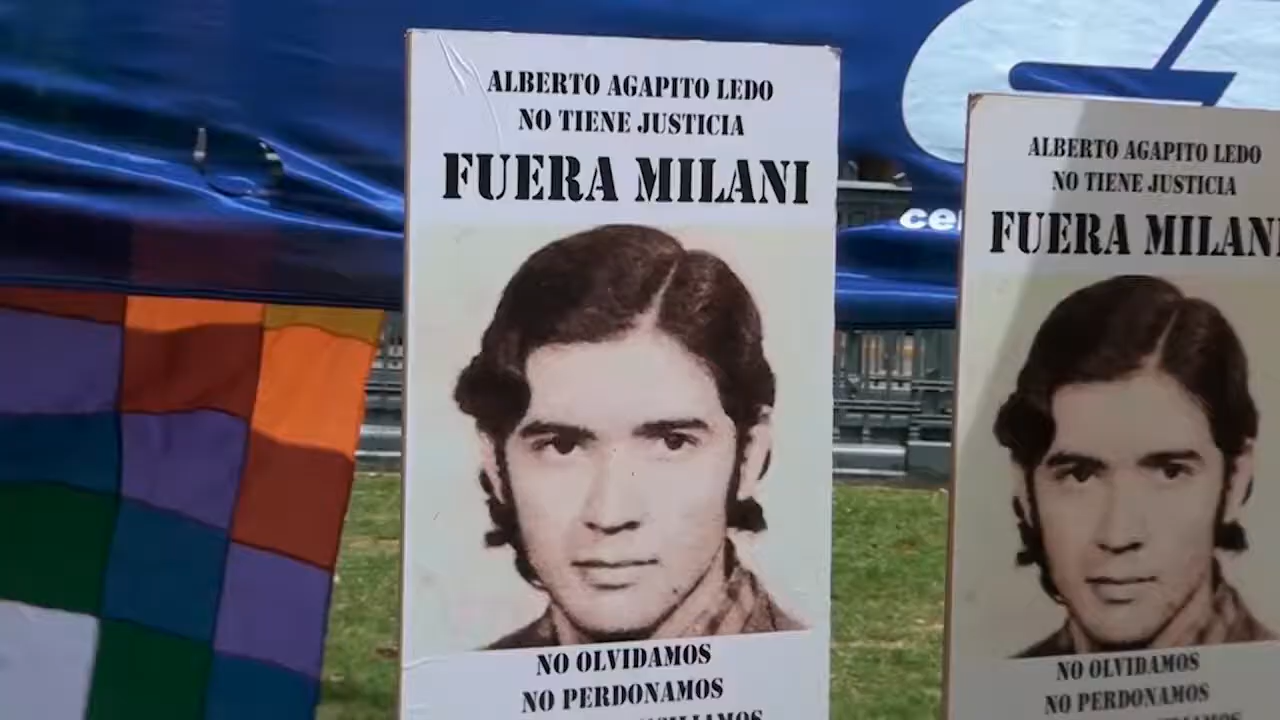 ALBERTO AGAPITO LEDO
NO TIENE JUSTICIA
FUERA MILANI
NO OLVIDAMOS
NO PERDONAMOS
ce
ALBERTO AGAPITO LEDO
NO TIENE JUSTICIA
FUERA MILANI
NO OLVIDAMOS
NO PERDONAMOS